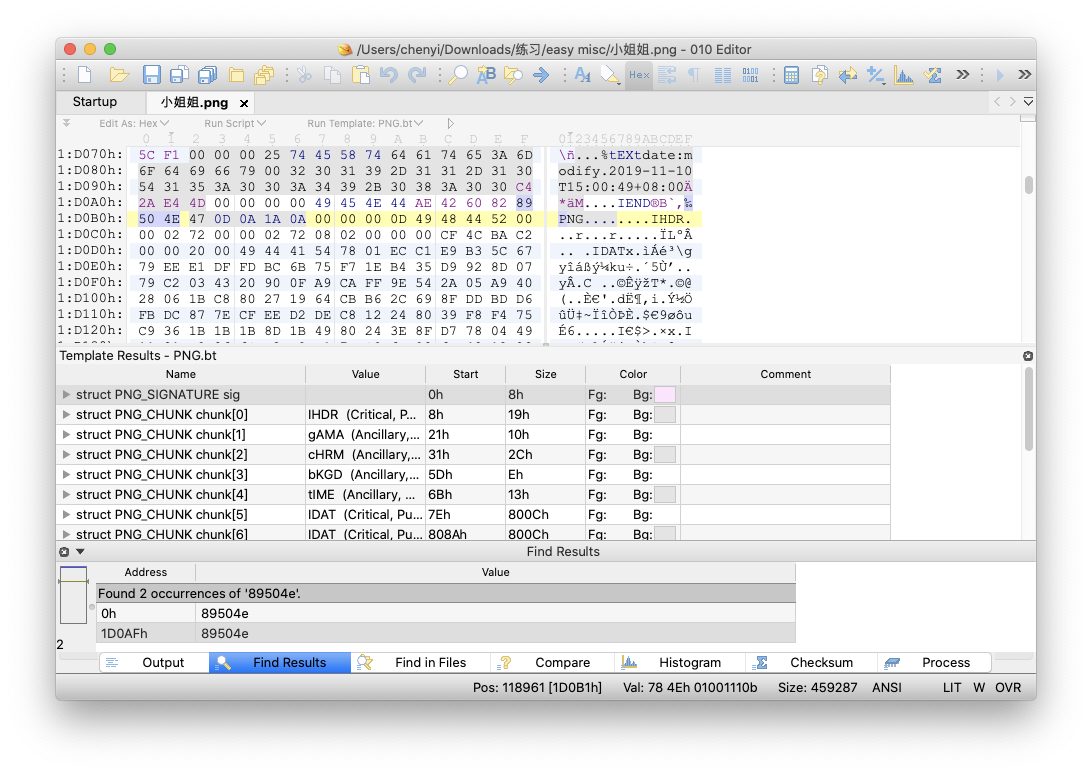 /Users/chenyi/Downloads/练习/easy misc/小姐姐.png - 010 Editor
Startup 小姐姐.png
Edit As: Hex Run Script Run Template: PNG.bt
0 1 2 3 4 5 6 7 8 9 A B C D E F 0123456789ABCDEF
1:D070h: 5C F1 00 00 00 25 74 45 58 74 64 61 74 65 3A 6D \ñ...%tEXtdate:m
1:D080h: 6F 64 69 66 79 00 32 30 31 39 2D 31 31 2D 31 30 odify.2019-11-10
1:D090h: 54 31 35 3A 30 30 3A 34 39 2B 30 38 3A 30 30 C4 T15:00:49+08:00Ä
1:D0A0h: 2A E4 4D 00 00 00 00 49 45 4E 44 AE 42 60 82 89 *äM....IEND®B`‚‰
1:D0B0h: 50 4E 47 0D 0A 1A 0A 00 00 00 0D 49 48 44 52 00 PNG........IHDR.
1:D0C0h: 00 02 72 00 00 02 72 08 02 00 00 00 CF 4C BA C2 ..r...r.....ÏLºÂ
1:D0D0h: 00 00 20 00 49 44 41 54 78 01 EC C1 E9 B3 5C 67 .. .IDATx.ìÁé³\g
1:D0E0h: 79 EE E1 DF FD BC 6B 75 F7 1E B4 35 D9 92 8D 07 yîáßý¼ku÷.´5Ù’..
1:D0F0h: 79 C2 03 43 20 90 0F A9 CA FF 9E 54 2A 05 A9 40 yÂ.C ..©ÊÿžT*.©@
1:D100h: 28 06 1B C8 80 27 19 64 CB B6 2C 69 8F DD BD D6 (..È€'.dË¶,i.Ý½Ö
1:D110h: FB DC 87 7E CF EE D2 DE C8 12 24 80 39 F8 F4 75 ûÜ‡~ÏîÒÞÈ.$€9øôu
1:D120h: C9 36 1B 1B 1B 8D 1B 49 80 24 3E 8F D7 78 04 49 É6.....I€$>.×x.I
Template Results - PNG.bt
Name Value Start Size Color Comment
struct PNG_SIGNATURE sig 0h 8h Fg: Bg:
struct PNG_CHUNK chunk[0] IHDR (Critical, P... 8h 19h Fg: Bg:
struct PNG_CHUNK chunk[1] gAMA (Ancillary,... 21h 10h Fg: Bg:
struct PNG_CHUNK chunk[2] cHRM (Ancillary,... 31h 2Ch Fg: Bg:
struct PNG_CHUNK chunk[3] bKGD (Ancillary,... 5Dh Eh Fg: Bg:
struct PNG_CHUNK chunk[4] tIME (Ancillary, ... 6Bh 13h Fg: Bg:
struct PNG_CHUNK chunk[5] IDAT (Critical, Pu... 7Eh 800Ch Fg: Bg:
struct PNG_CHUNK chunk[6] IDAT (Critical, Pu... 808Ah 800Ch Fg: Bg:
Find Results
Address Value
Found 2 occurrences of '89504e'.
0h 89504e
1D0AFh 89504e
2
Output Find Results Find in Files Compare Histogram Checksum Process
Pos: 118961 [1D0B1h] Val: 78 4Eh 01001110b Size: 459287 ANSI LIT W OVR